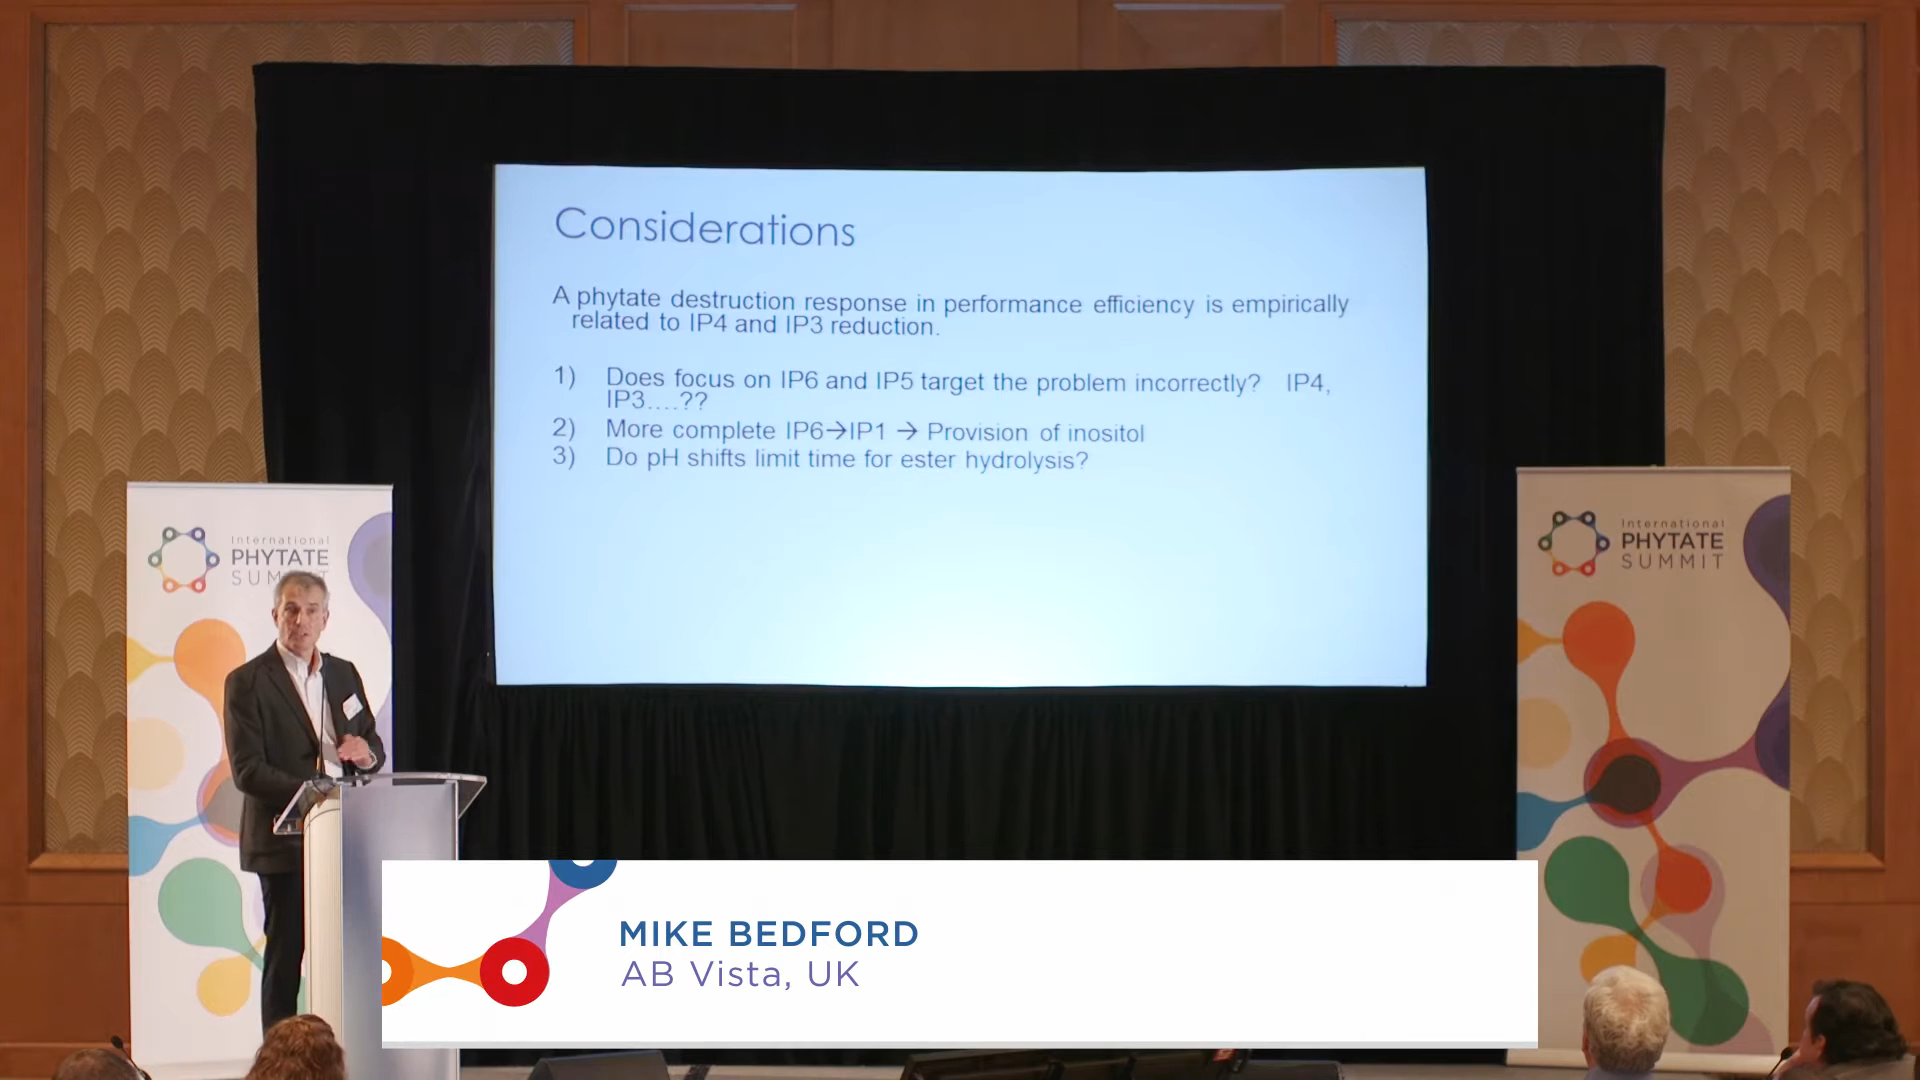 Considerations
A phytate destruction response in performance efficiency is empirically
related to IP4 and IP3 reduction.
1) Does focus on IP6 and IP5 target the problem incorrectly? IP4,
IP3....??
2) More complete IP6→IP1 → Provision of inositol
3) Do pH shifts limit time for ester hydrolysis?
International
PHYTATE
SUMMIT
International
PHYTATE
SUMMIT
MIKE BEDFORD
AB Vista, UK